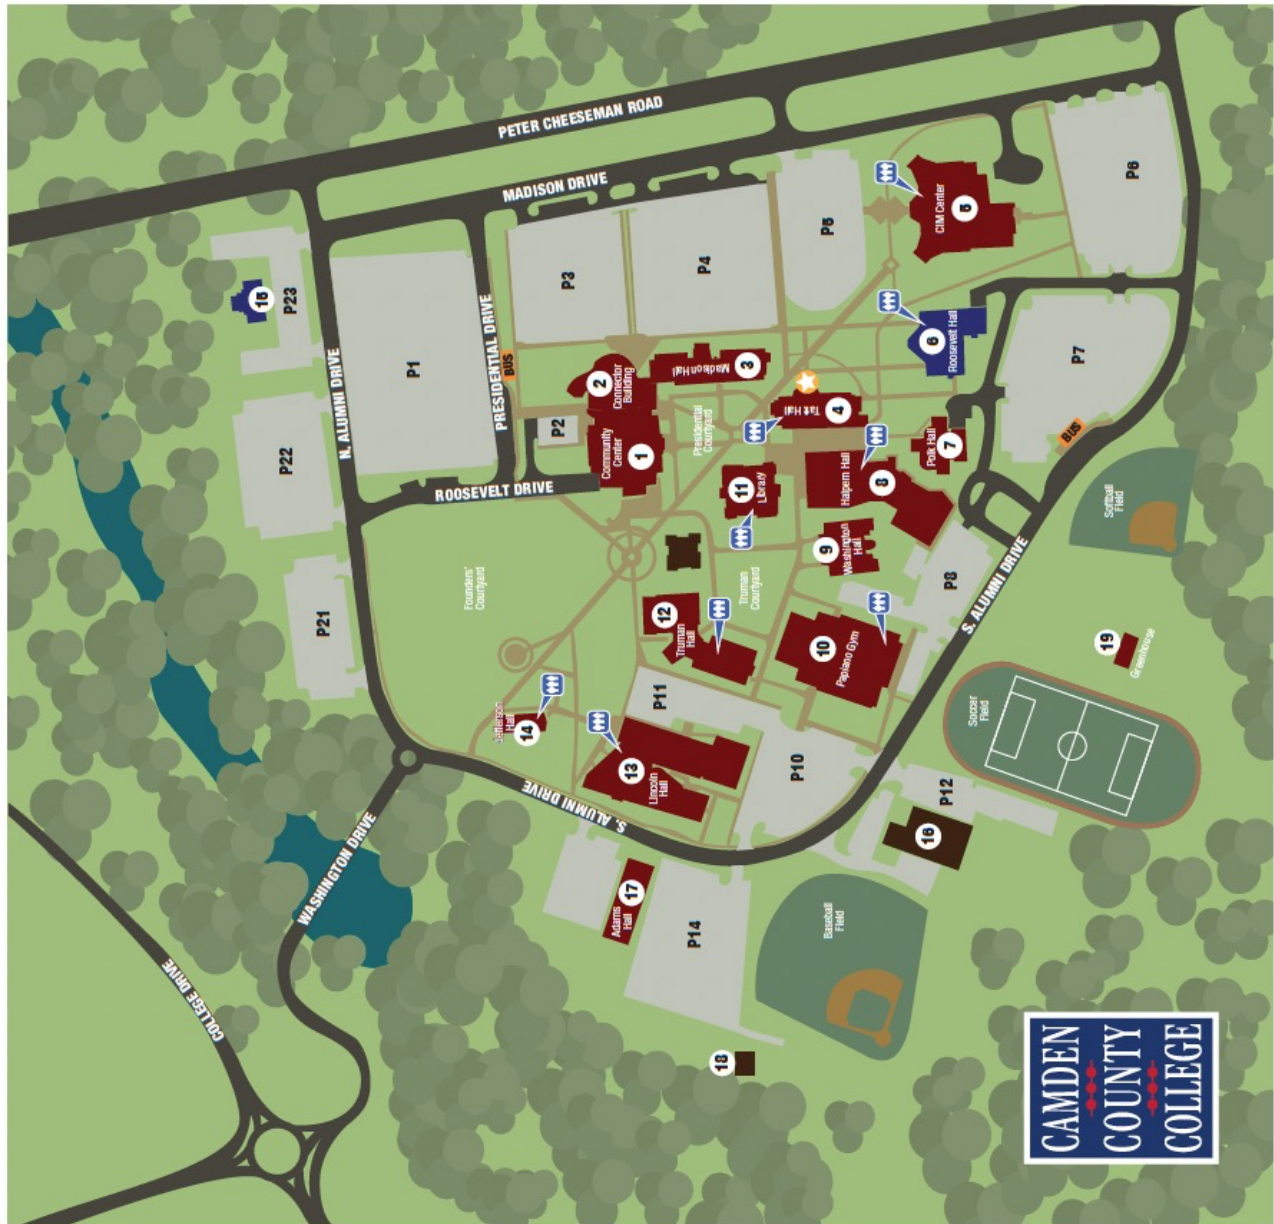 PETER CHEESEMAN ROAD
MADISON DRIVE
N. ALUMNI DRIVE
PRESIDENTIAL DRIVE
ROOSEVELT DRIVE
S. ALUMNI DRIVE
S. ALUMNI DRIVE
WASHINGTON DRIVE
COLLEGE DRIVE
15
P23
P22
P21
P1
BUS
P2
P3
P4
P5
P6
P7
BUS
P8
P10
P11
P12
P14
1
Community
Center
2
Connector
Building
3
Madison Hall
4
Taft Hall
5
CIM Center
6
Roosevelt Hall
7
Polk Hall
8
Halpern Hall
9
Washington
Hall
10
Papiano Gym
11
Library
12
Truman
Hall
13
Lincoln
Hall
14
Jefferson
Hall
16
17
Adams
Hall
18
19
Greenhouse
Presidential
Courtyard
Founders'
Courtyard
Truman
Courtyard
Softball
Field
Soccer
Field
Baseball
Field
CAMDEN
COUNTY
COLLEGE